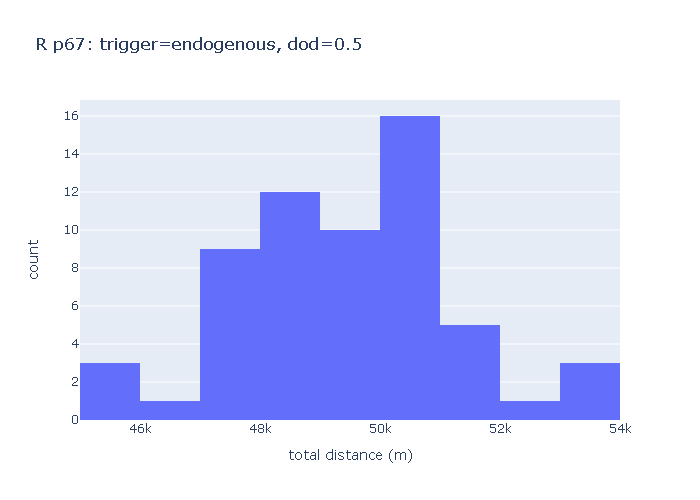 R p67: trigger=endogenous, dod=0.5
16
14
12
10
8
6
4
2
0
count
46k 48k 50k 52k 54k
total distance (m)